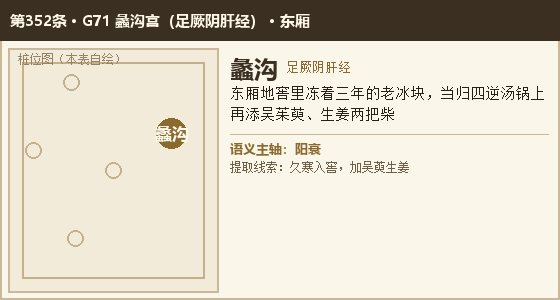 第352条・G71 蠡沟宫（足厥阴肝经）・东厢
桩位图（本表自绘）
蠡沟
蠡沟 足厥阴肝经
东厢地窖里冻着三年的老冰块，当归四逆汤锅上
再添吴茱萸、生姜两把柴
语义主轴：阳衰
提取线索：久寒入窖，加吴萸生姜